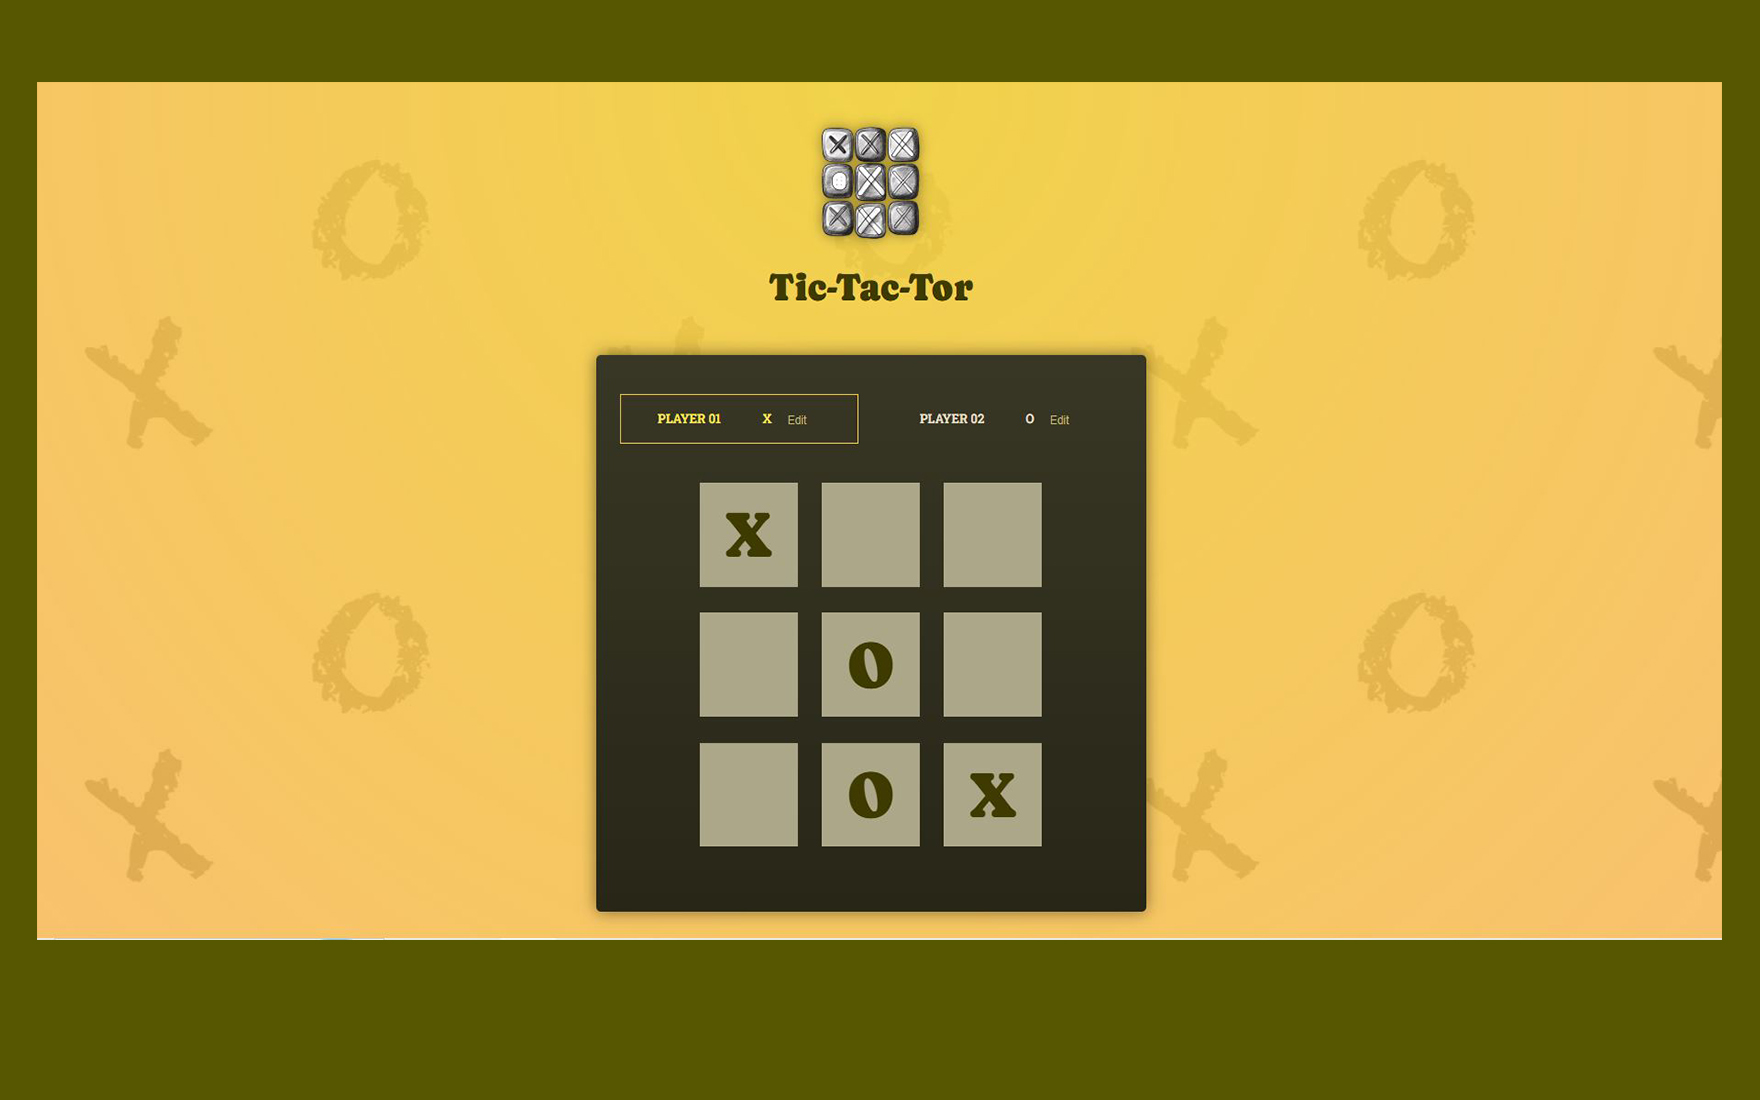 Tic-Tac-Tor
PLAYER 01 X Edit
PLAYER 02 O Edit
X
O
O X